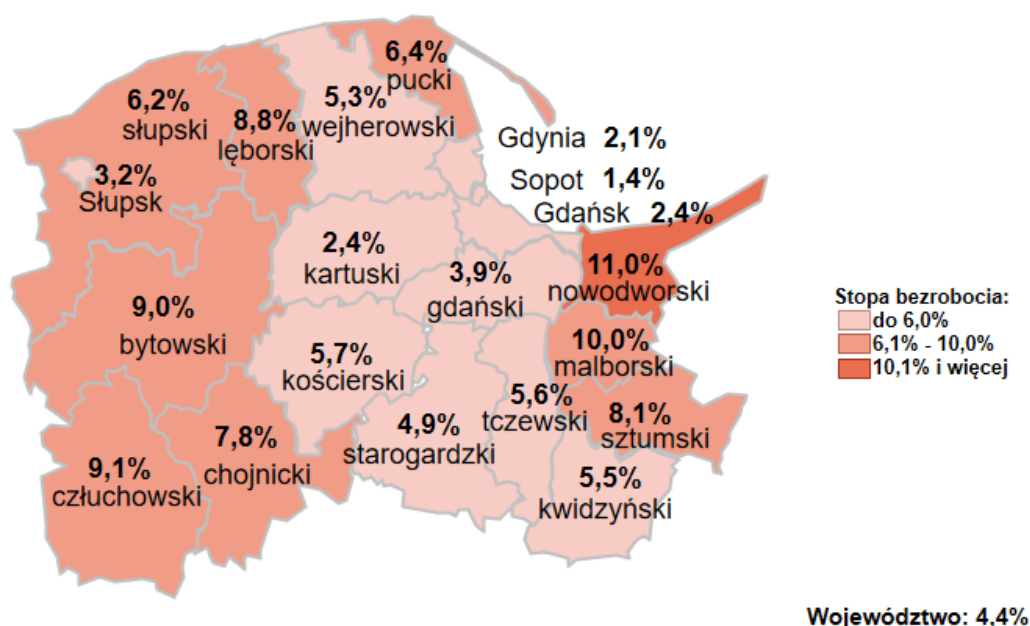 6,4%
pucki
6,2%
słupski
8,8%
lęborski
5,3%
wejherowski
Gdynia 2,1%
Sopot 1,4%
Gdańsk 2,4%
3,2%
Słupsk
2,4%
kartuski
3,9%
gdański
11,0%
nowodworski
9,0%
bytowski
10,0%
malborski
5,7%
kościerski
5,6%
tczewski
8,1%
sztumski
4,9%
starogardzki
7,8%
chojnicki
9,1%
człuchowski
5,5%
kwidzyński
Stopa bezrobocia:
do 6,0%
6,1% - 10,0%
10,1% i więcej
Województwo: 4,4%